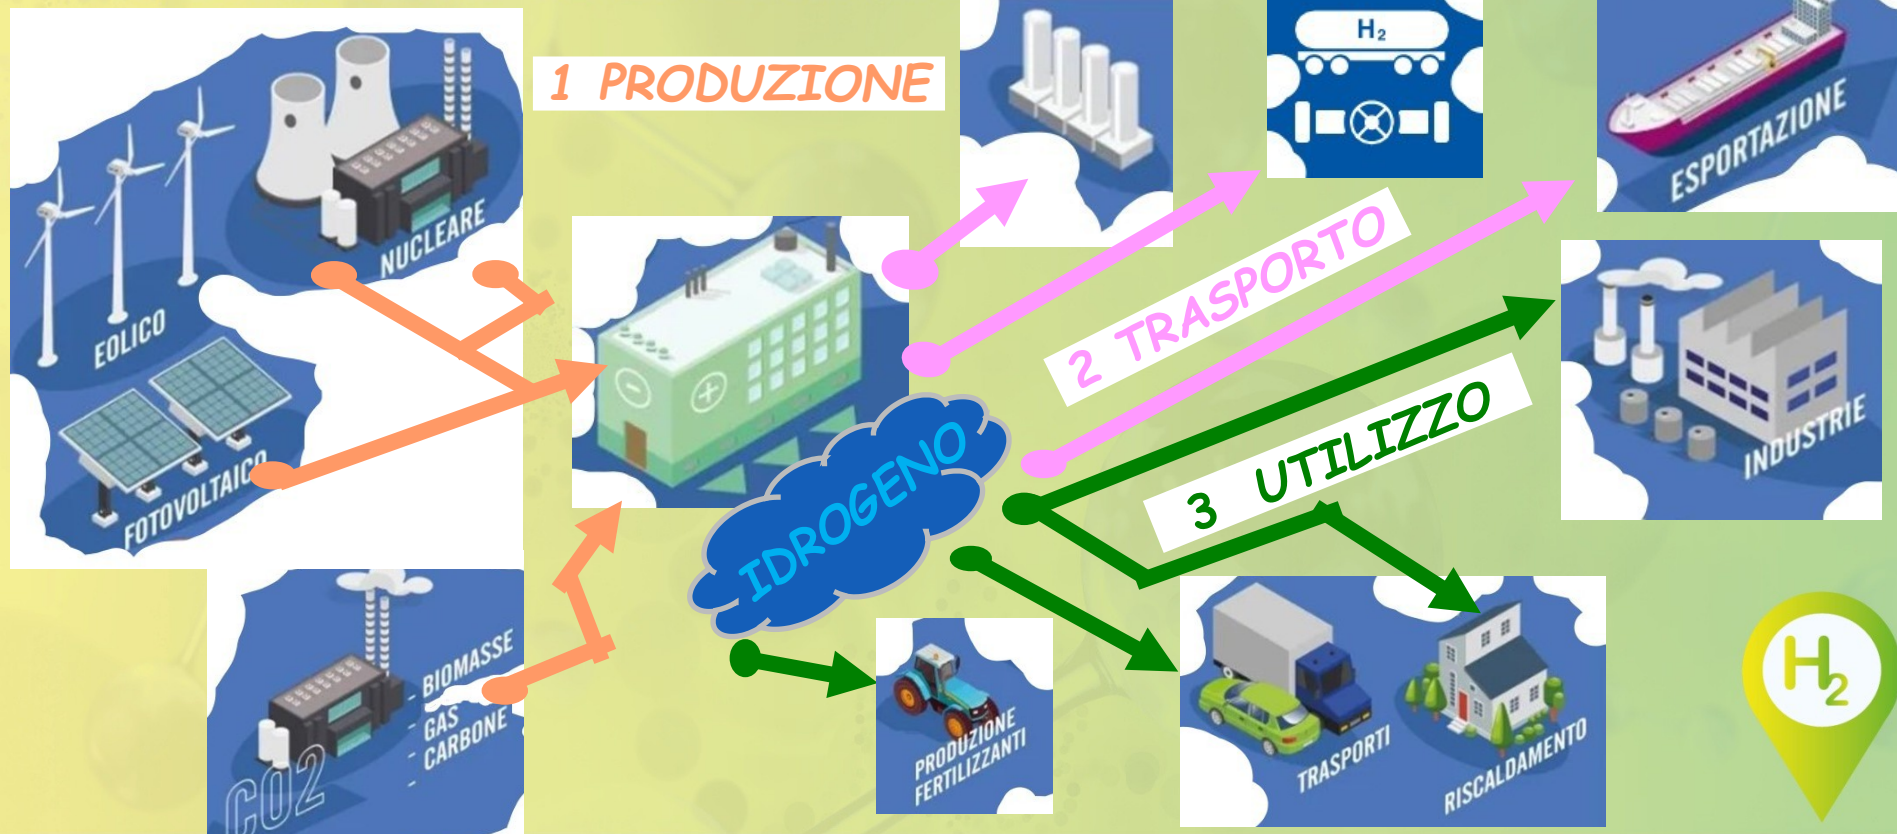 1 PRODUZIONE
H2
ESPORTAZIONE
NUCLEARE
EOLICO
FOTOVOLTAICO
2 TRASPORTO
INDUSTRIE
3 UTILIZZO
IDROGENO
- BIOMASSE
- GAS
- CARBONE
-
CO2
PRODUZIONE
FERTILIZZANTI
TRASPORTI
RISCALDAMENTO
H2